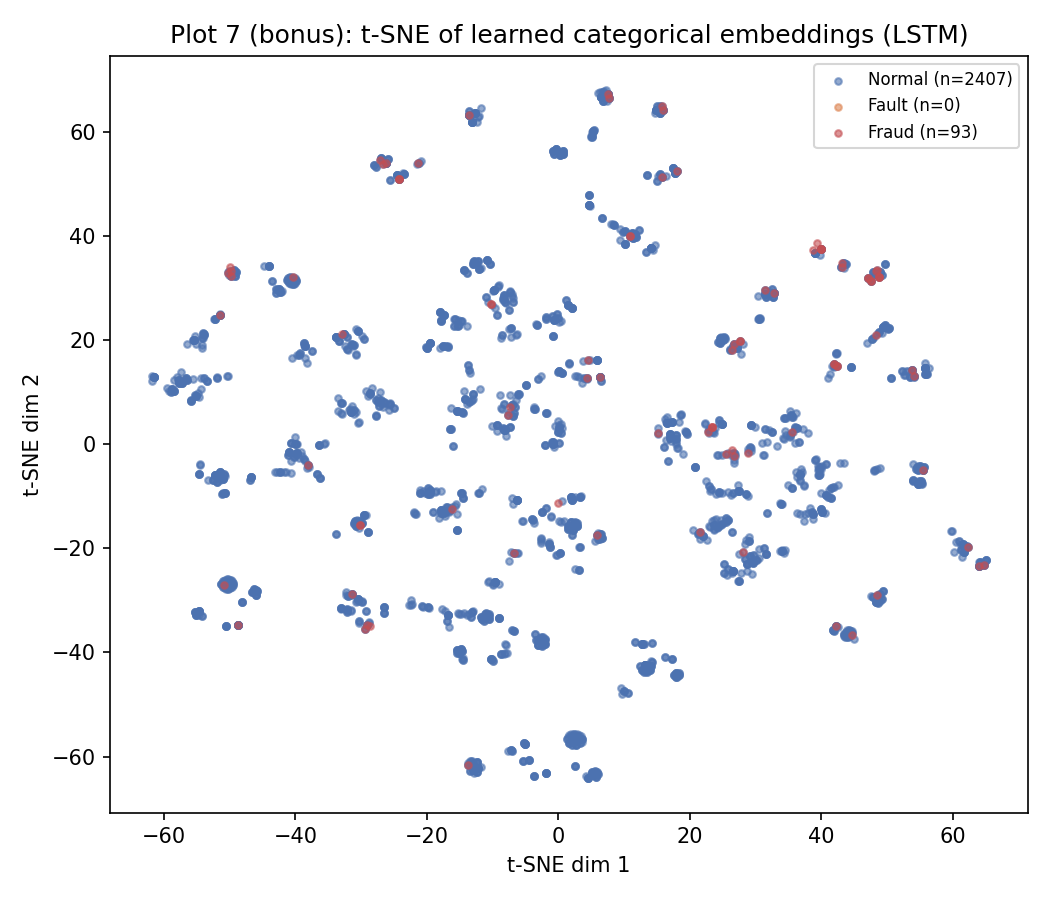 Plot 7 (bonus): t-SNE of learned categorical embeddings (LSTM)
Normal (n=2407)
Fault (n=0)
Fraud (n=93)
60
40
20
0
−20
−40
−60
t-SNE dim 2
−60
−40
−20
0
20
40
60
t-SNE dim 1